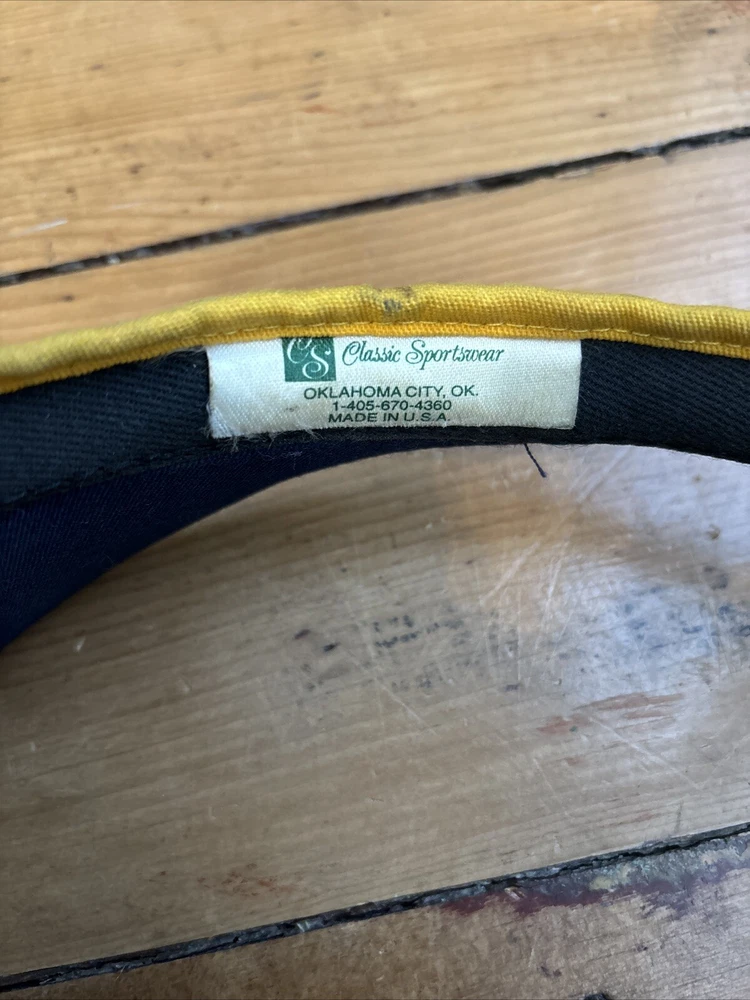 CS Classic Sportswear
OKLAHOMA CITY, OK.
1-405-670-4360
MADE IN U.S.A.